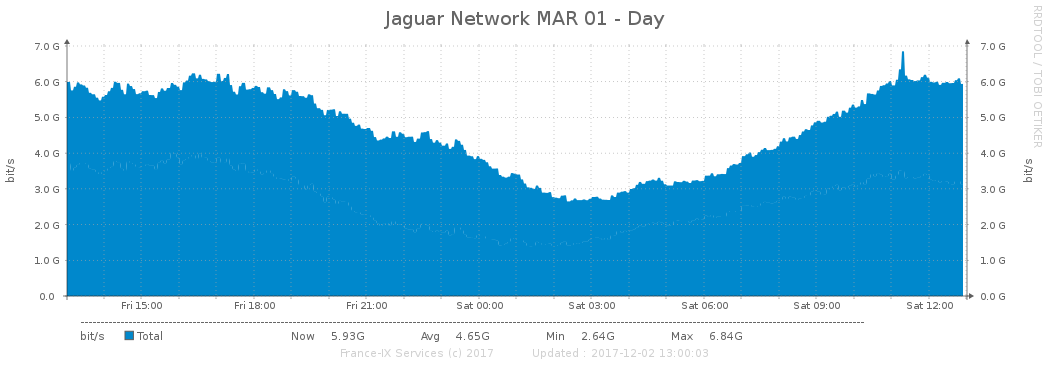 Jaguar Network MAR 01 - Day
RRDTOOL / TOBI OETIKER
7.0 G 7.0 G
6.0 G 6.0 G
5.0 G 5.0 G
4.0 G 4.0 G
3.0 G 3.0 G
2.0 G 2.0 G
1.0 G 1.0 G
0.0 0.0 G
bit/s bit/s
Fri 15:00 Fri 18:00 Fri 21:00 Sat 00:00 Sat 03:00 Sat 06:00 Sat 09:00 Sat 12:00
bit/s Total Now 5.93G Avg 4.65G Min 2.64G Max 6.84G
France-IX Services (c) 2017 Updated : 2017-12-02 13:00:03